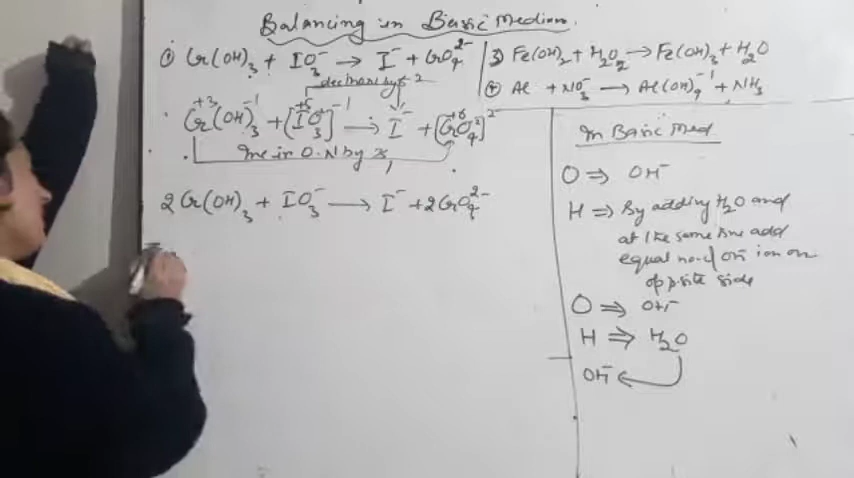 Balancing in Basic Medium.
① Cr(OH)₃ + IO₃⁻ → I⁻ + CrO₄²⁻
3) Fe(OH)₂ + H₂O₂ → Fe(OH)₃ + H₂O
④ Al + NO₃⁻ → Al(OH)₄⁻¹ + NH₃
+3 +5 +6
Cr(OH)₃⁻¹ + [IO₃]⁻¹ → I⁻ + [CrO₄⁻²]²⁻
in O.N by 3,
2Cr(OH)₃ + IO₃⁻ → I⁻ + 2CrO₄²⁻
In Basic Med
O ⇒ OH⁻
H ⇒ By adding H₂O and
at the same time add
equal no. of OH⁻ ion on
opposite side
O ⇒ OH⁻
H ⇒ H₂O
OH⁻